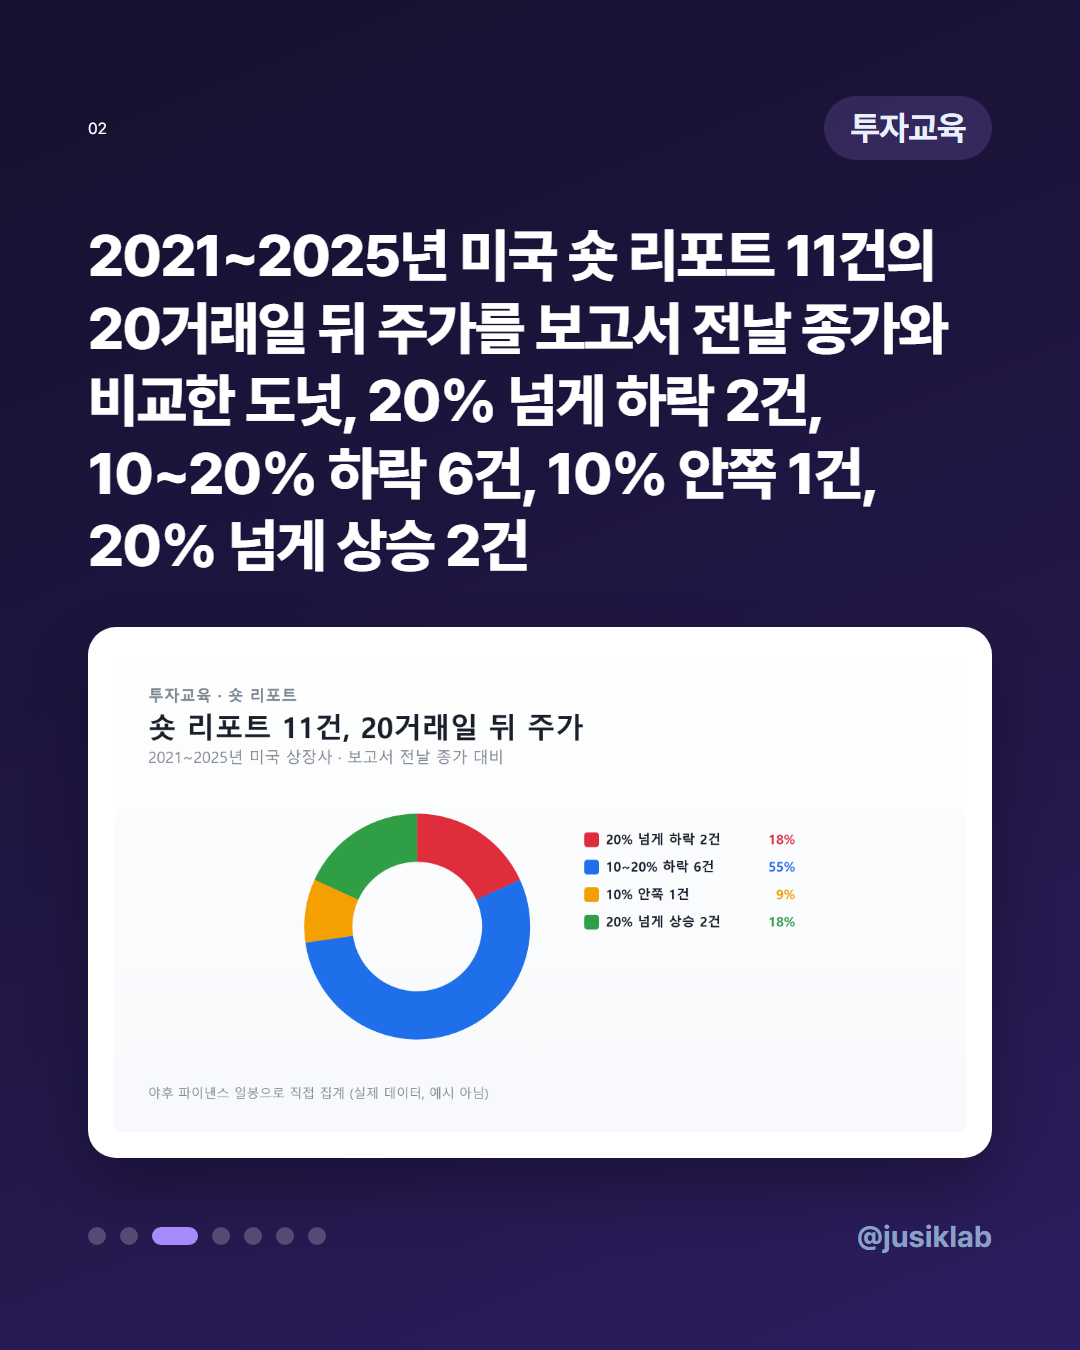 02
투자교육
2021~2025년 미국 숏 리포트 11건의
20거래일 뒤 주가를 보고서 전날 종가와
비교한 도넛, 20% 넘게 하락 2건,
10~20% 하락 6건, 10% 안쪽 1건,
20% 넘게 상승 2건
투자교육 · 숏 리포트
숏 리포트 11건, 20거래일 뒤 주가
2021~2025년 미국 상장사 · 보고서 전날 종가 대비
20% 넘게 하락 2건 18%
10~20% 하락 6건 55%
10% 안쪽 1건 9%
20% 넘게 상승 2건 18%
야후 파이낸스 일봉으로 직접 집계 (실제 데이터, 예시 아님)
@jusiklab